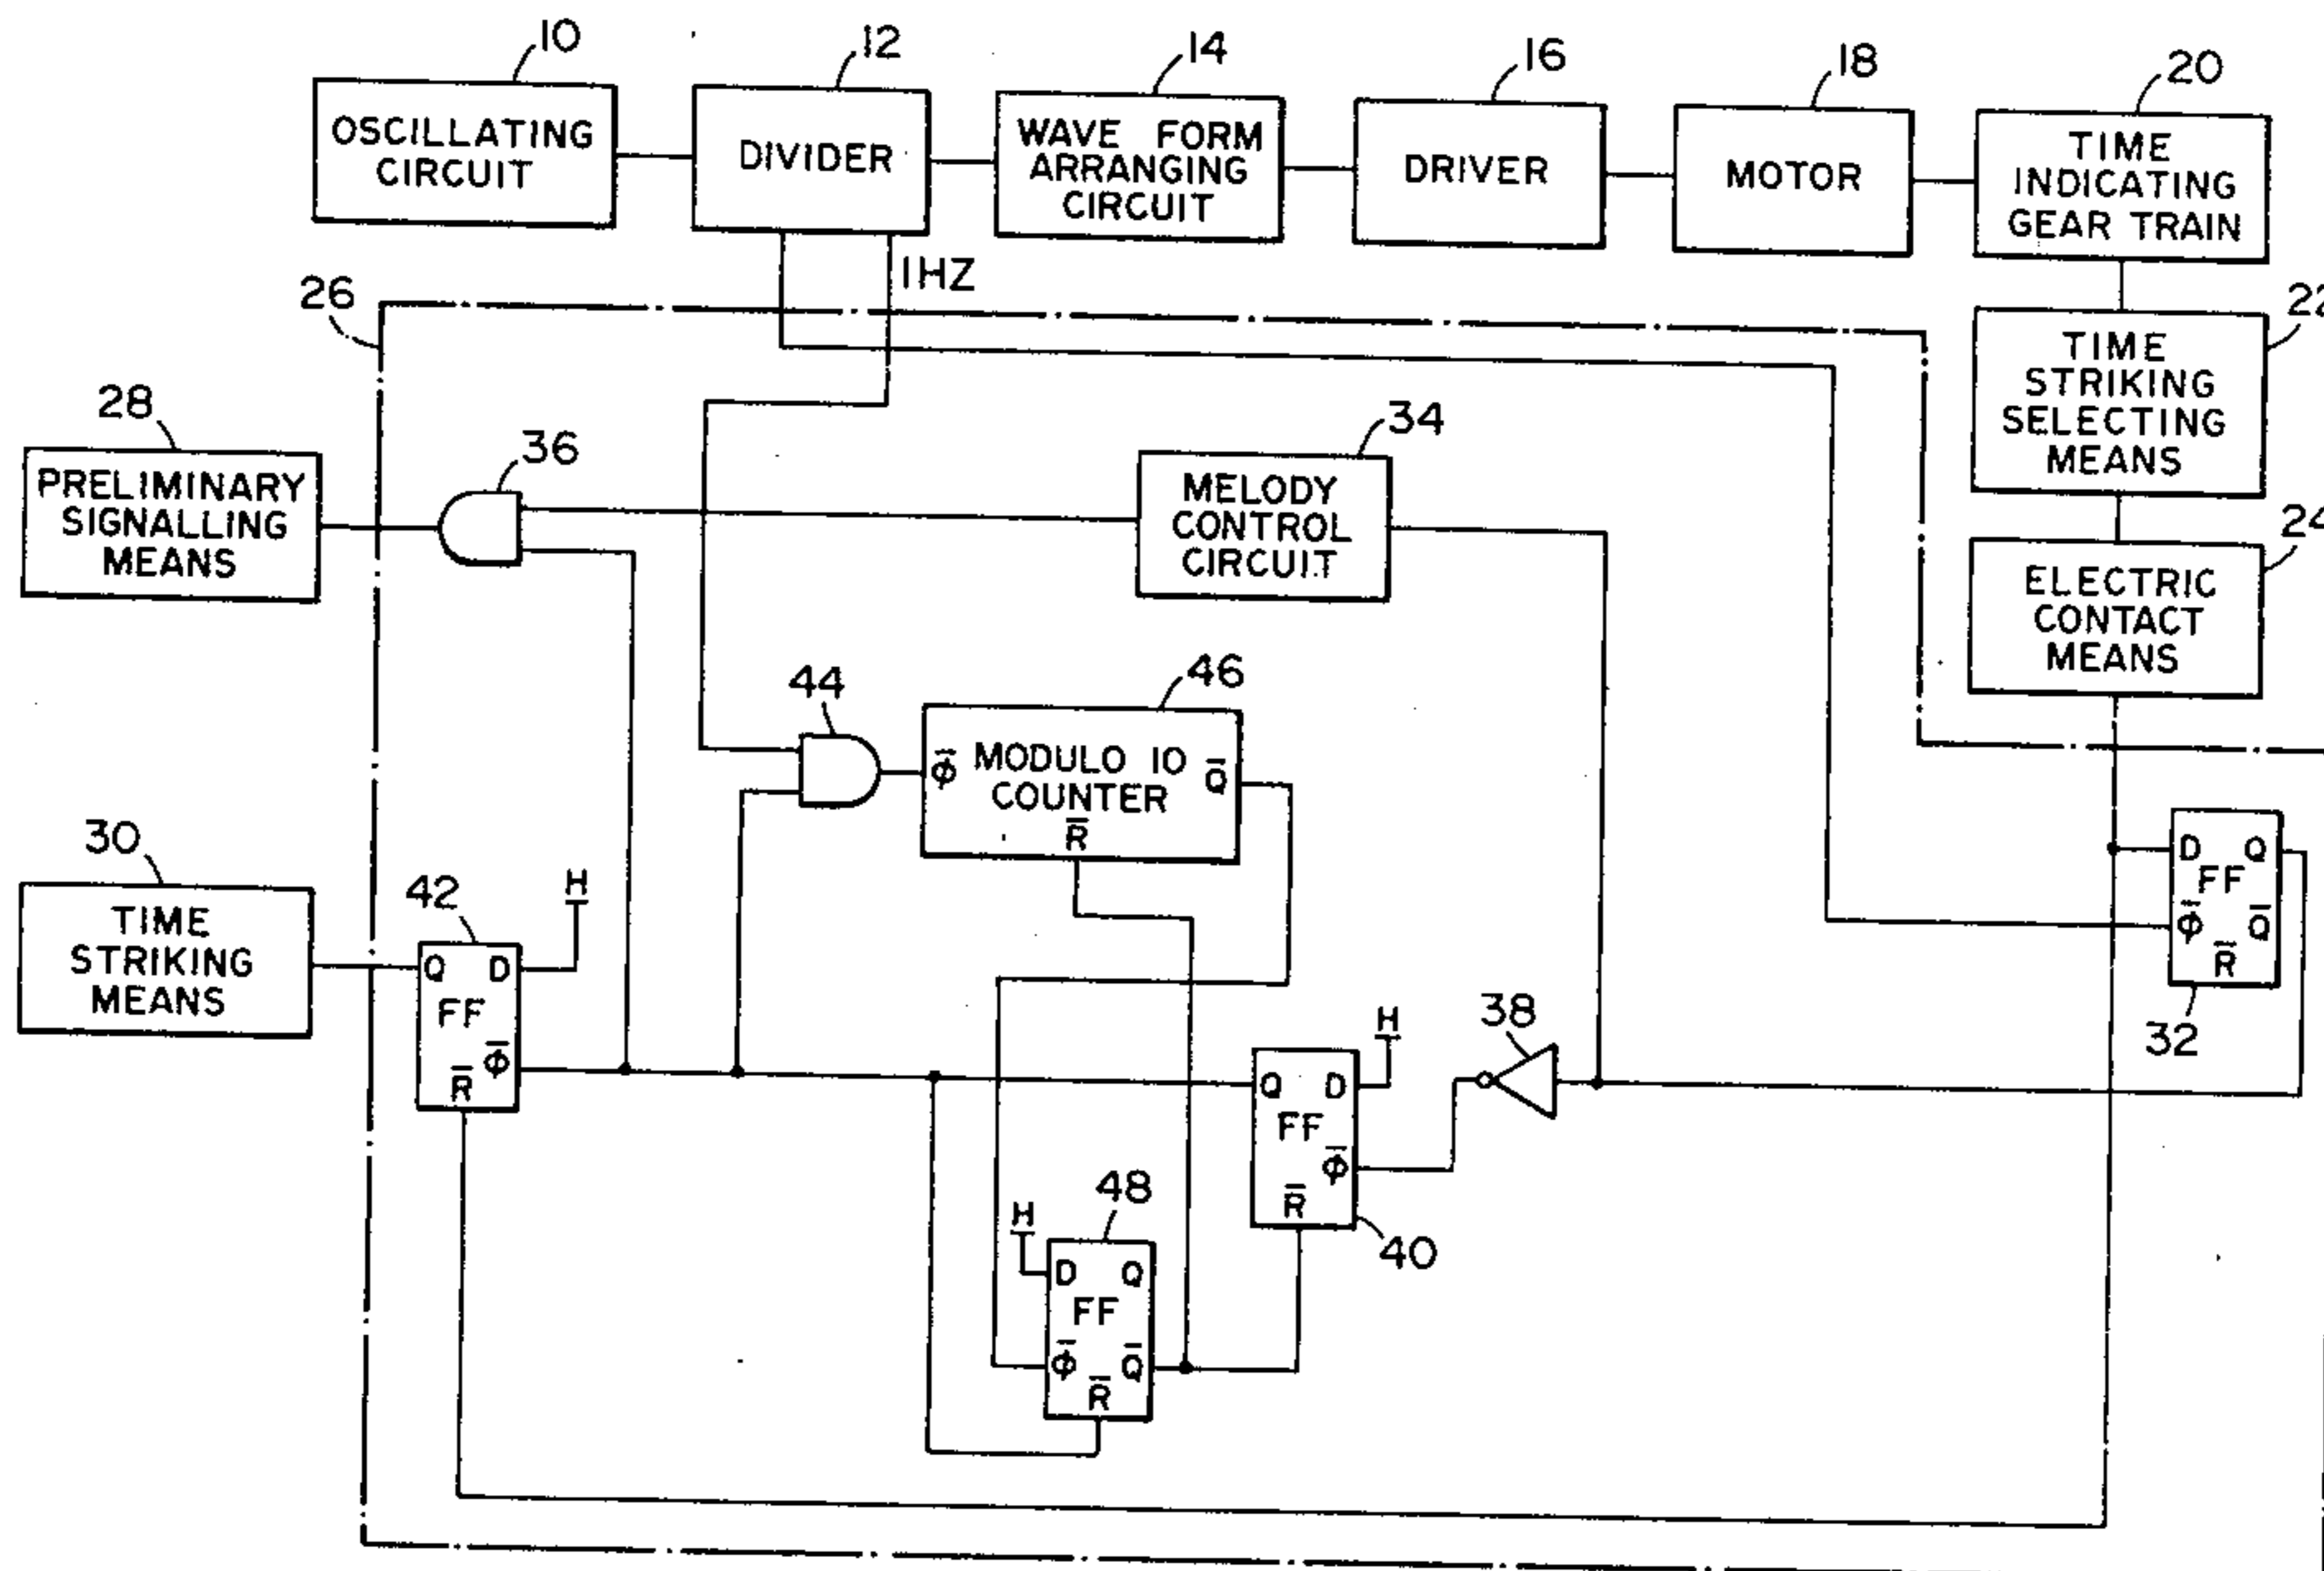 10
12
14
16
18
20
OSCILLATING
CIRCUIT
DIVIDER
WAVE FORM
ARRANGING
CIRCUIT
DRIVER
MOTOR
TIME
INDICATING
GEAR TRAIN
1HZ
26
22
TIME
STRIKING
SELECTING
MEANS
28
36
34
PRELIMINARY
SIGNALLING
MEANS
MELODY
CONTROL
CIRCUIT
24
ELECTRIC
CONTACT
MEANS
44
46
Φ̅ MODULO 10 Q̅
COUNTER
R̅
30
TIME
STRIKING
MEANS
42
H
Q D
FF
Φ̅
R̅
D Q
FF
Φ̅ Q̅
R̅
32
38
H
Q D
FF
Φ̅
R̅
40
48
H
D Q
FF
Φ̅ Q̅
R̅